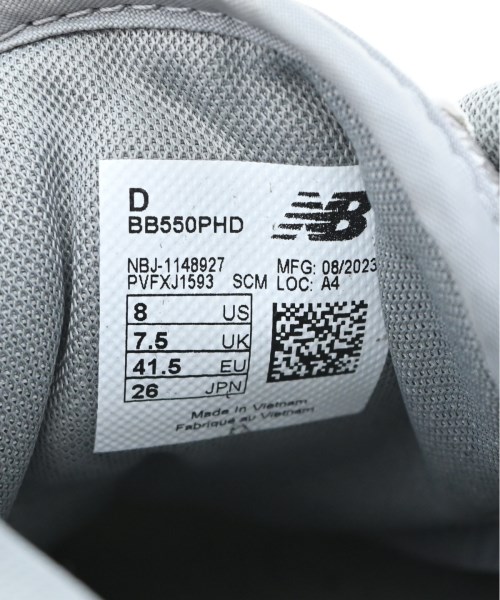 D
BB550PHD
NB
NBJ-1148927 MFG: 08/2023
PVFXJ1593 SCM LOC: A4
8 US
7.5 UK
41.5 EU
26 JPN
Made in Vietnam
Fabriqué au Vietnam